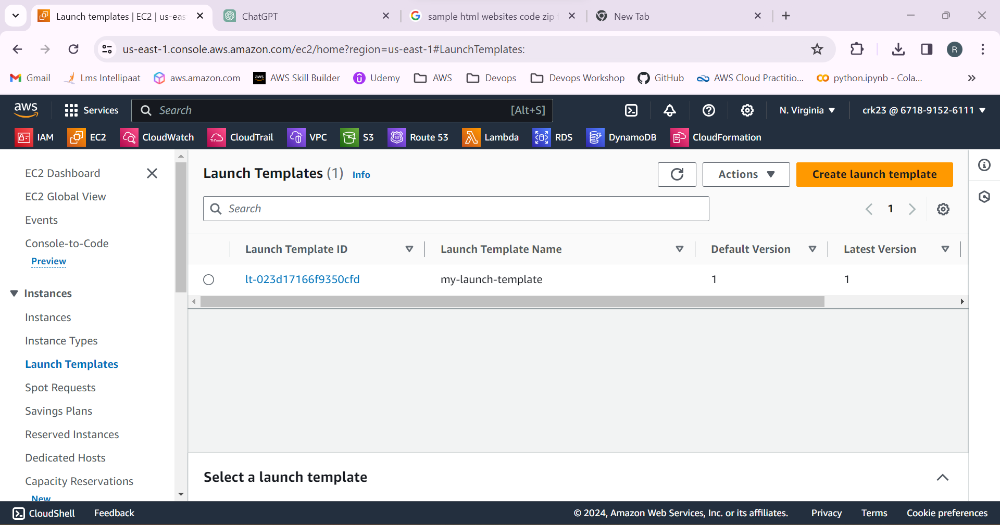 Launch templates | EC2 | us-eas
ChatGPT
sample html websites code zip
New Tab
us-east-1.console.aws.amazon.com/ec2/home?region=us-east-1#LaunchTemplates:
R
Gmail
Lms Intellipaat
aws.amazon.com
aws
AWS Skill Builder
Udemy
AWS
Devops
Devops Workshop
GitHub
AWS Cloud Practitio...
python.ipynb - Cola...
aws
Services
Search
[Alt+S]
N. Virginia
crk23 @ 6718-9152-6111
IAM
EC2
CloudWatch
CloudTrail
VPC
S3
53
Route 53
Lambda
RDS
DynamoDB
CloudFormation
EC2 Dashboard
EC2 Global View
Events
Console-to-Code
Preview
Instances
Instances
Instance Types
Launch Templates
Spot Requests
Savings Plans
Reserved Instances
Dedicated Hosts
Capacity Reservations
New
Launch Templates (1) Info
Actions
Create launch template
Search
1
Launch Template ID
Launch Template Name
Default Version
Latest Version
lt-023d17166f9350cfd
my-launch-template
1
1
Select a launch template
CloudShell
Feedback
© 2024, Amazon Web Services, Inc. or its affiliates.
Privacy
Terms
Cookie preferences